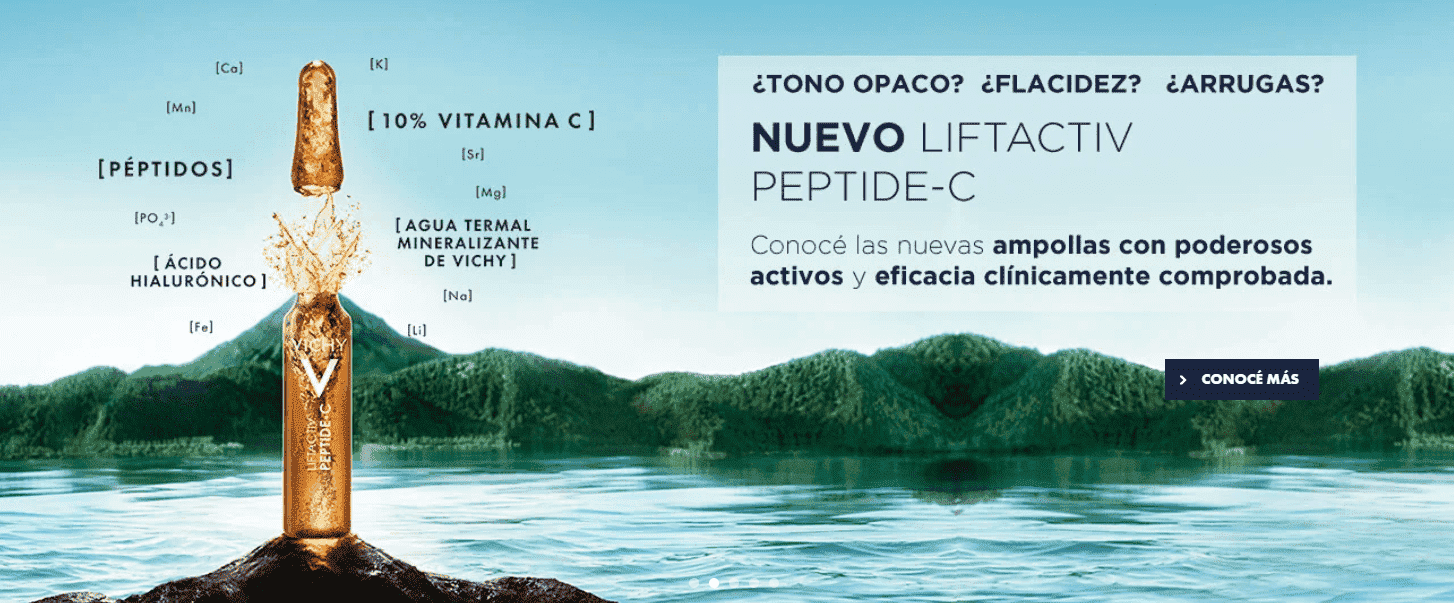 [Ca]
[K]
[Mn]
[10% VITAMINA C]
[Sr]
[PÉPTIDOS]
[Mg]
[PO₄³⁻]
[AGUA TERMAL
MINERALIZANTE
DE VICHY]
[ÁCIDO
HIALURÓNICO]
[Na]
[Fe]
[Li]
VICHY
LIFTACTIV
PEPTIDE-C
¿TONO OPACO? ¿FLACIDEZ? ¿ARRUGAS?
NUEVO LIFTACTIV
PEPTIDE-C
Conocé las nuevas ampollas con poderosos
activos y eficacia clínicamente comprobada.
> CONOCÉ MÁS